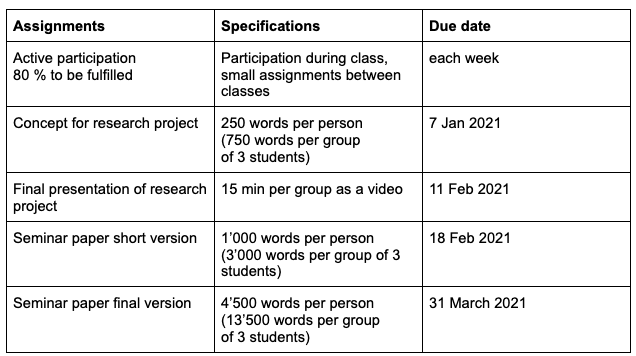 Assignments
Specifications
Due date
Active participation
80 % to be fulfilled
Participation during class,
small assignments between
classes
each week
Concept for research project
250 words per person
(750 words per group
of 3 students)
7 Jan 2021
Final presentation of research
project
15 min per group as a video
11 Feb 2021
Seminar paper short version
1’000 words per person
(3’000 words per group of 3
students)
18 Feb 2021
Seminar paper final version
4’500 words per person
(13’500 words per group
of 3 students)
31 March 2021